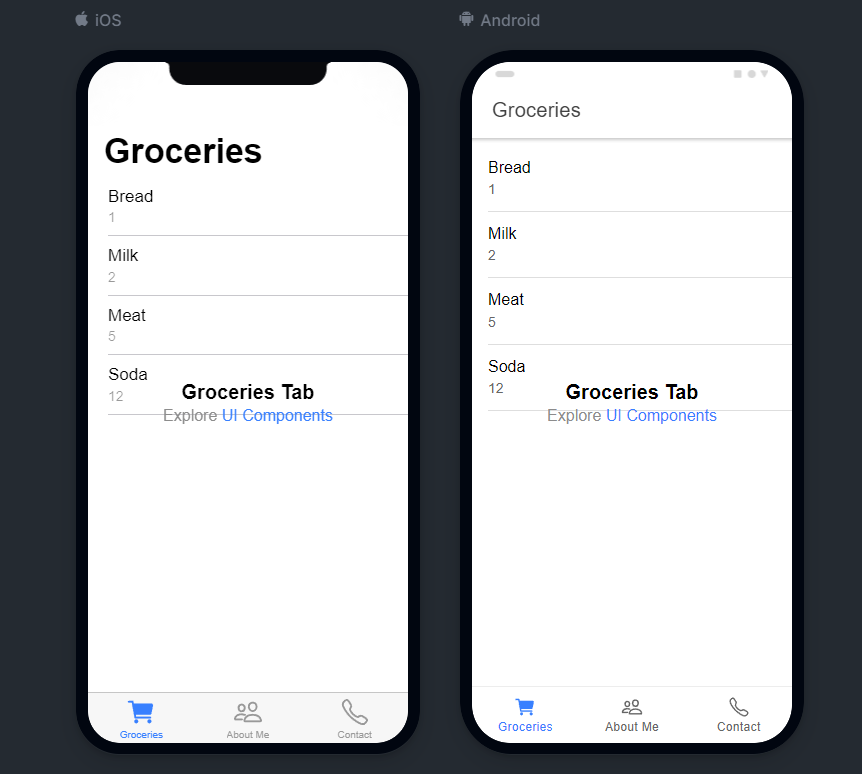 iOS
Groceries
Bread
1
Milk
2
Meat
5
Soda
12
Groceries Tab
Explore UI Components
Groceries
About Me
Contact
Android
Groceries
Bread
1
Milk
2
Meat
5
Soda
12
Groceries Tab
Explore UI Components
Groceries
About Me
Contact